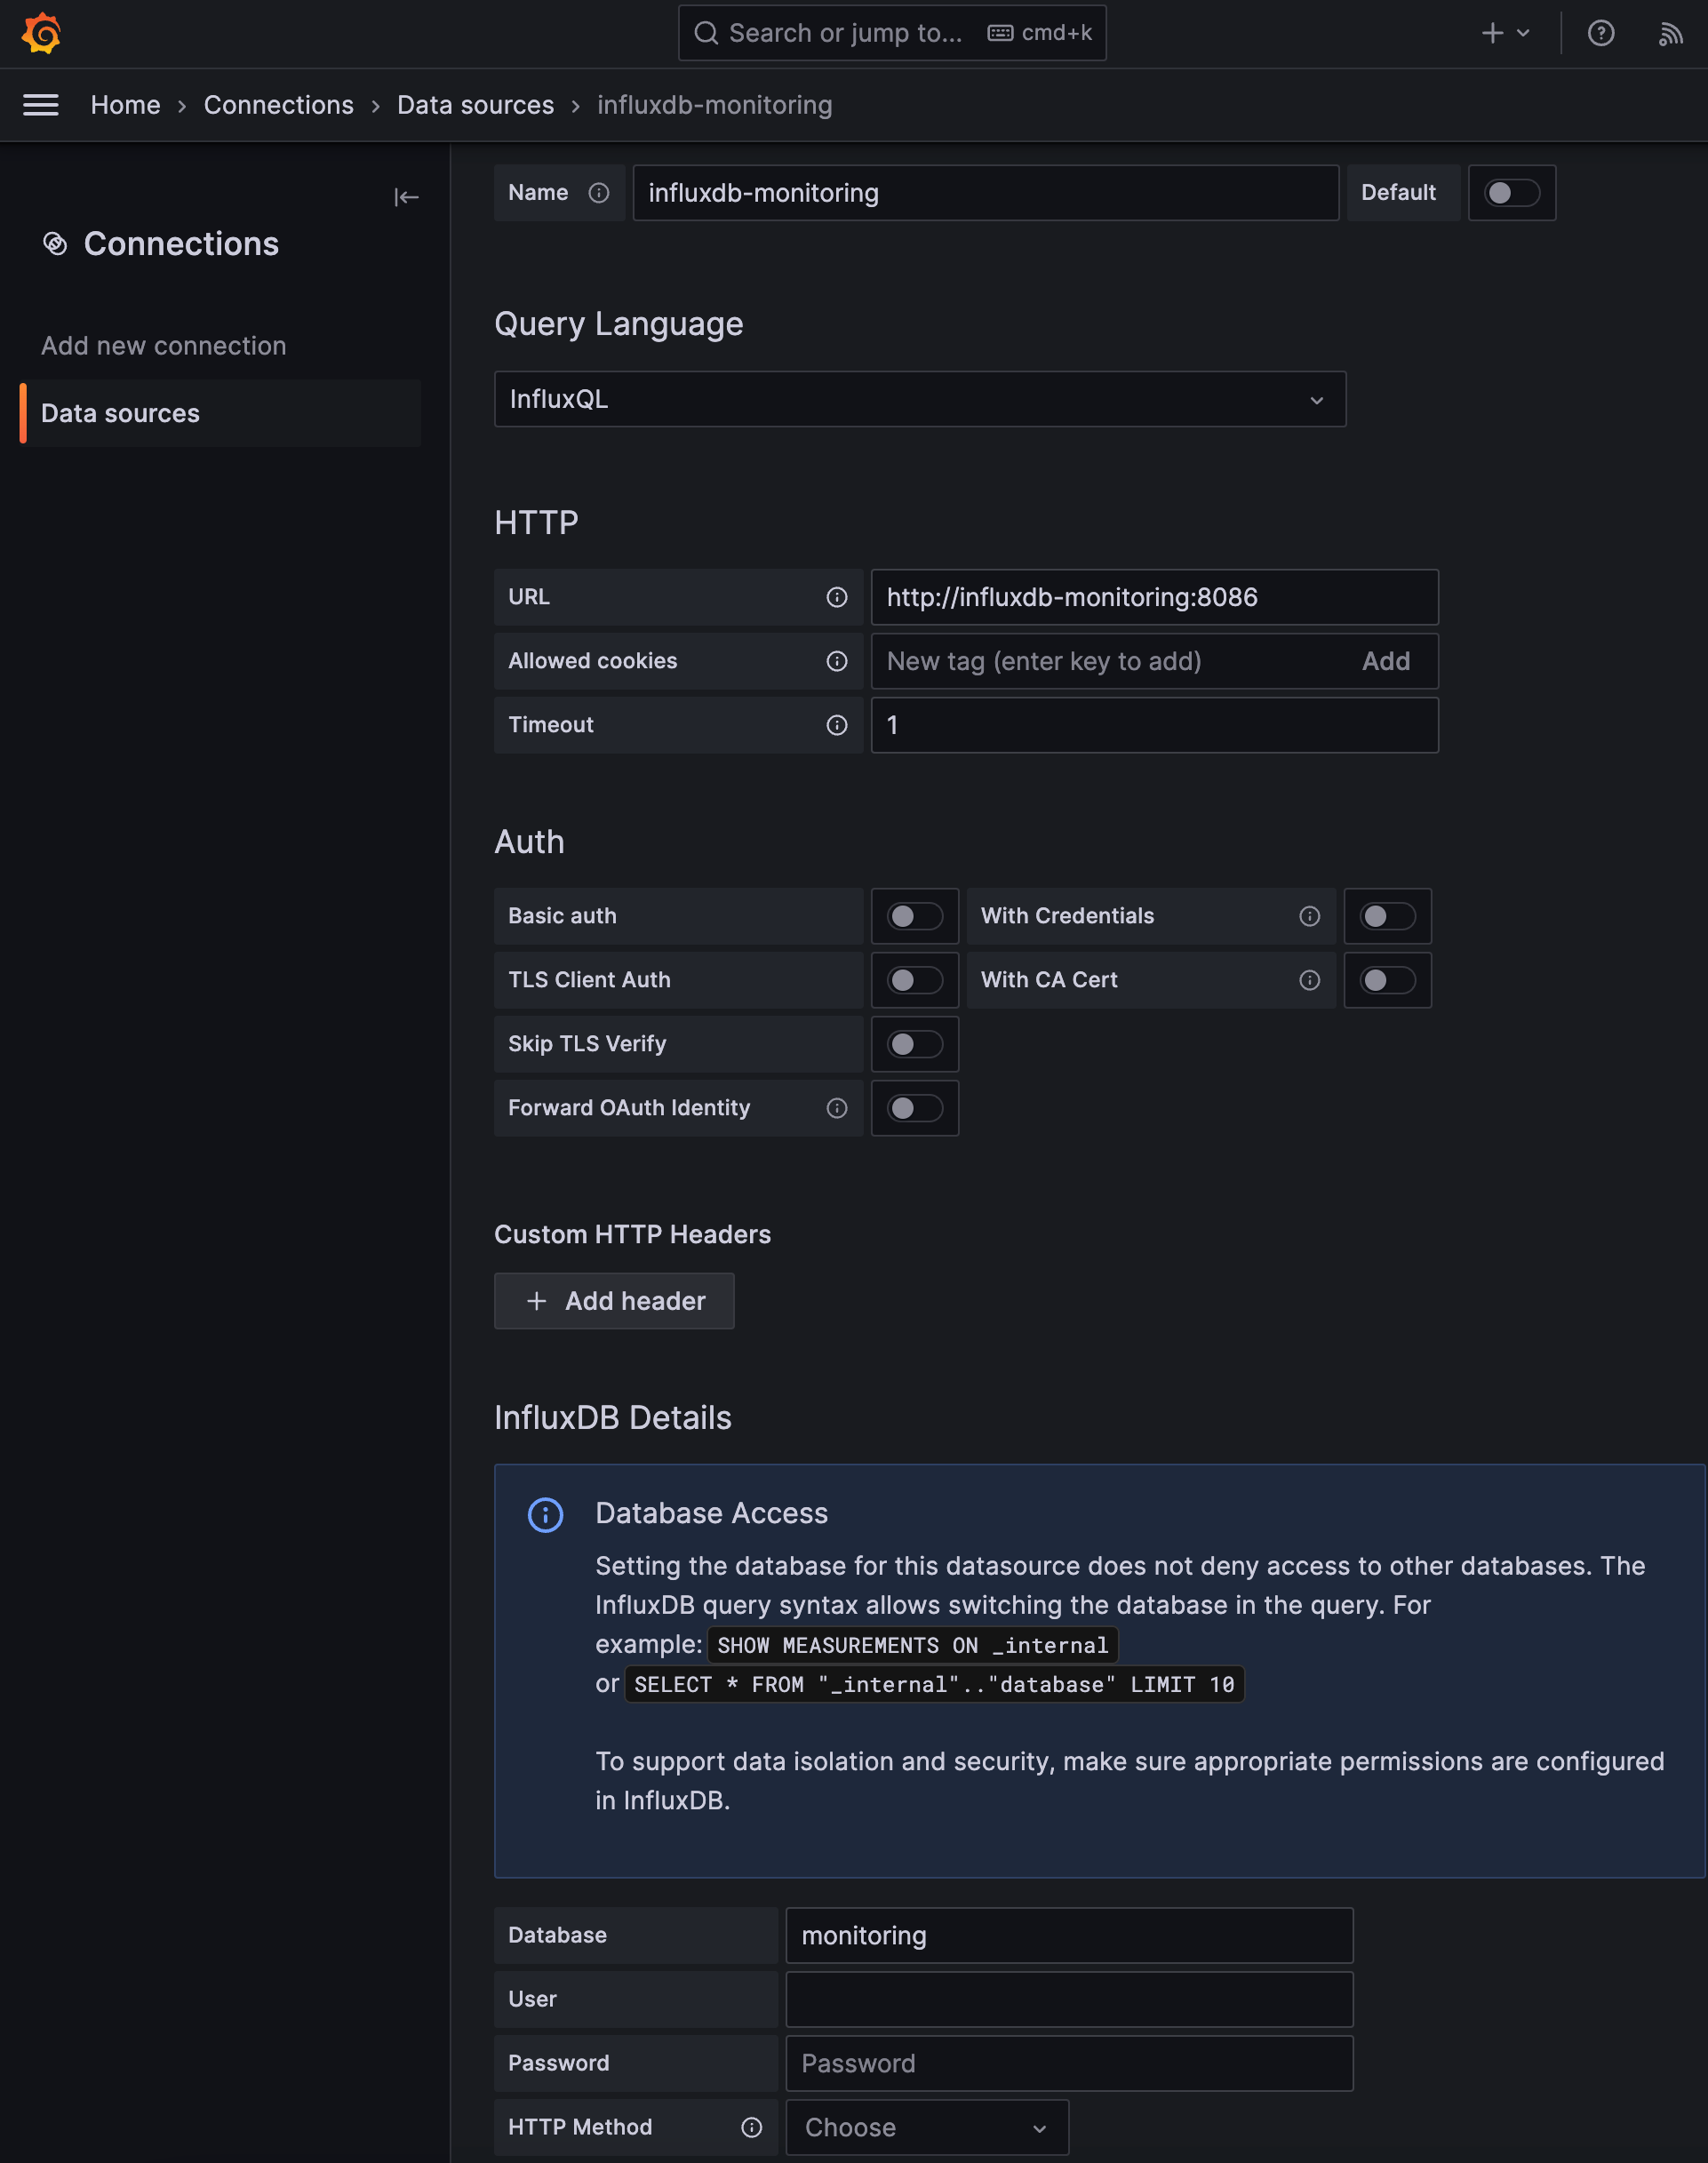 Search or jump to... cmd+k
Home › Connections › Data sources › influxdb-monitoring
Connections
Add new connection
Data sources
Name influxdb-monitoring Default
Query Language
InfluxQL
HTTP
URL http://influxdb-monitoring:8086
Allowed cookies New tag (enter key to add) Add
Timeout 1
Auth
Basic auth With Credentials
TLS Client Auth With CA Cert
Skip TLS Verify
Forward OAuth Identity
Custom HTTP Headers
+ Add header
InfluxDB Details
Database Access
Setting the database for this datasource does not deny access to other databases. The
InfluxDB query syntax allows switching the database in the query. For
example: SHOW MEASUREMENTS ON _internal
or SELECT * FROM "_internal".."database" LIMIT 10
To support data isolation and security, make sure appropriate permissions are configured
in InfluxDB.
Database monitoring
User
Password Password
HTTP Method Choose